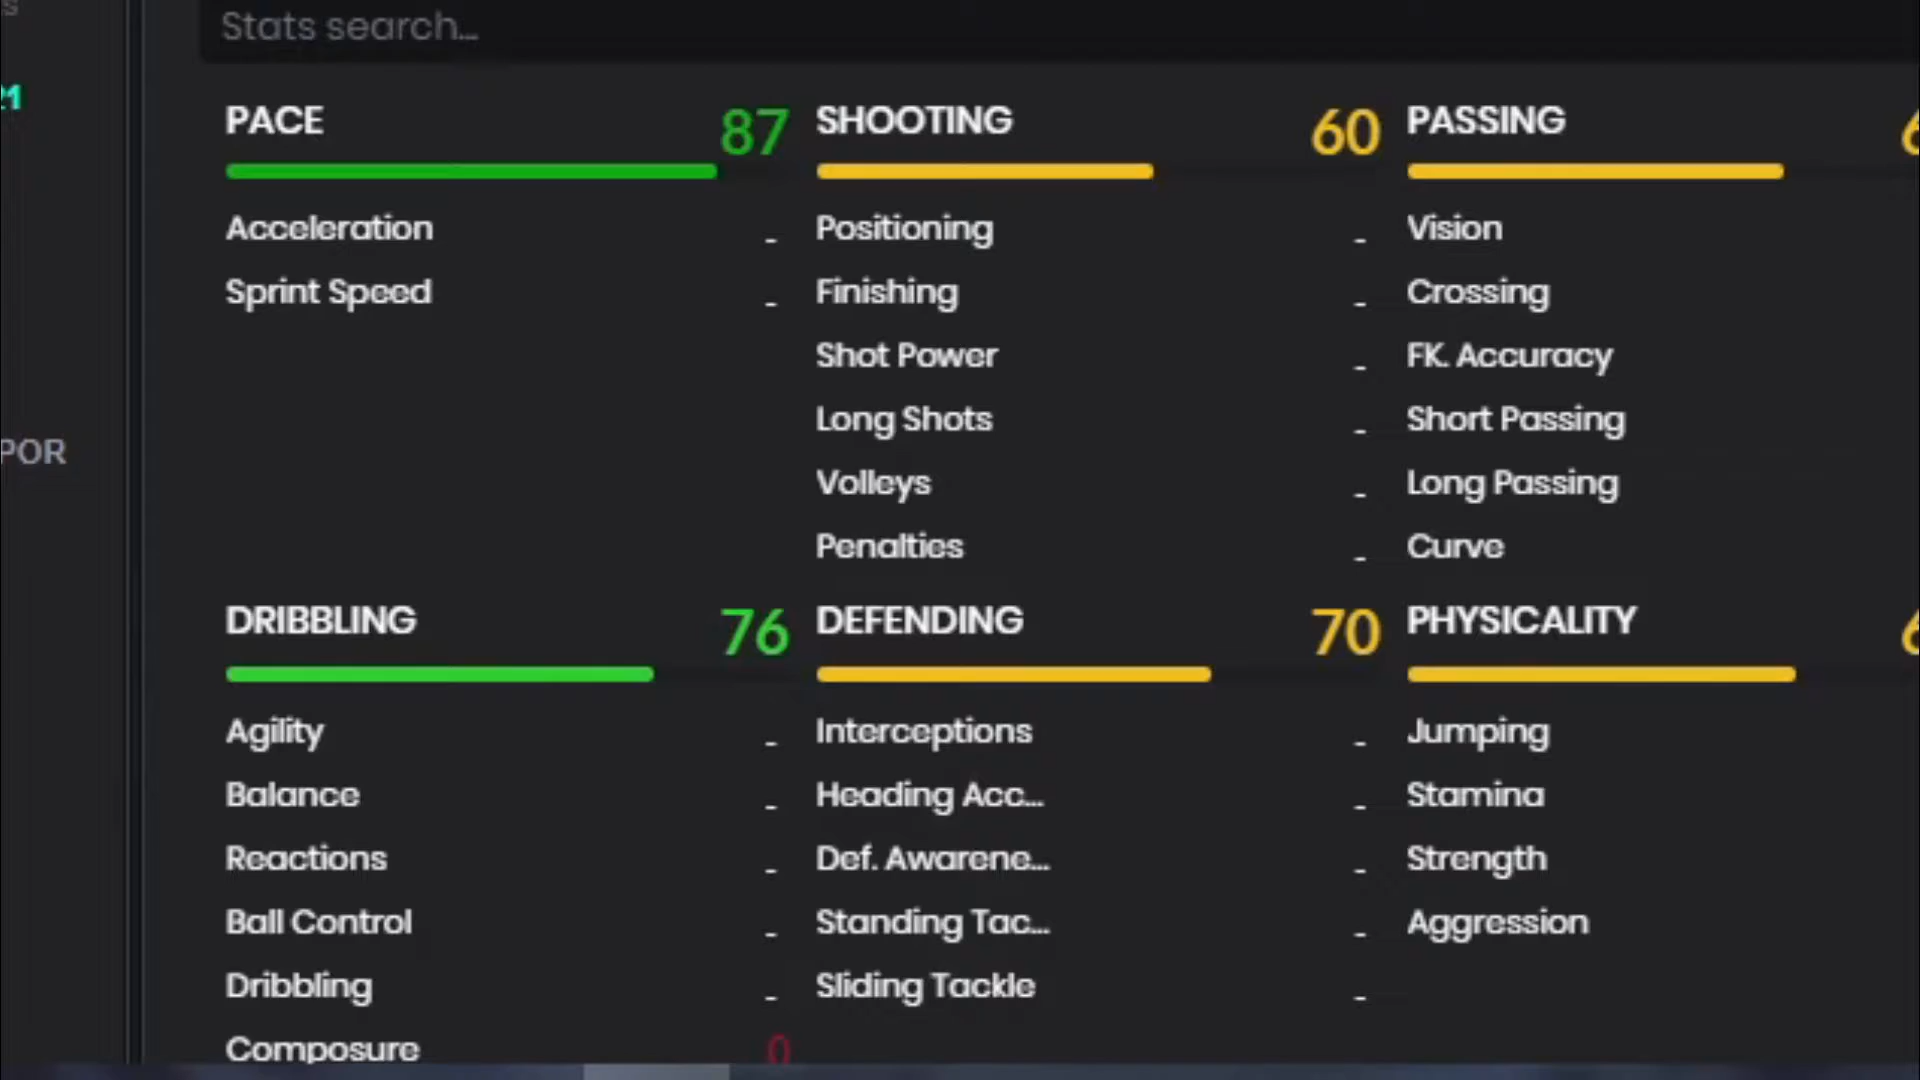 Stats search...
21
POR
PACE 87
Acceleration -
Sprint Speed -
SHOOTING 60
Positioning -
Finishing -
Shot Power -
Long Shots -
Volleys -
Penalties -
PASSING
Vision
Crossing
FK. Accuracy
Short Passing
Long Passing
Curve
DRIBBLING 76
Agility -
Balance -
Reactions -
Ball Control -
Dribbling -
Composure 0
DEFENDING 70
Interceptions -
Heading Acc... -
Def. Awarene... -
Standing Tac... -
Sliding Tackle -
PHYSICALITY
Jumping
Stamina
Strength
Aggression